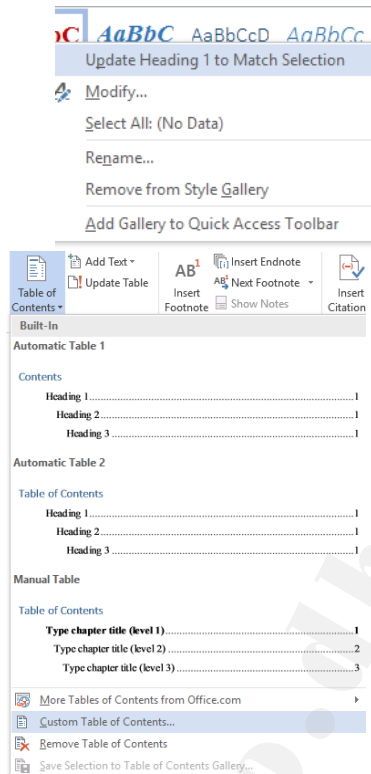 C AaBbC AaBbCcD AaBbCc
Update Heading 1 to Match Selection
Modify...
Select All: (No Data)
Rename...
Remove from Style Gallery
Add Gallery to Quick Access Toolbar
Add Text
Update Table
Table of
Contents
AB1
Insert
Footnote
Insert Endnote
AB1 Next Footnote
Show Notes
Insert
Citation
Built-In
Automatic Table 1
Contents
Heading 1...1
Heading 2...1
Heading 3...1
Automatic Table 2
Table of Contents
Heading 1...1
Heading 2...1
Heading 3...1
Manual Table
Table of Contents
Type chapter title (level 1)...1
Type chapter title (level 2)...2
Type chapter title (level 3)...3
More Tables of Contents from Office.com
Custom Table of Contents...
Remove Table of Contents
Save Selection to Table of Contents Gallery...